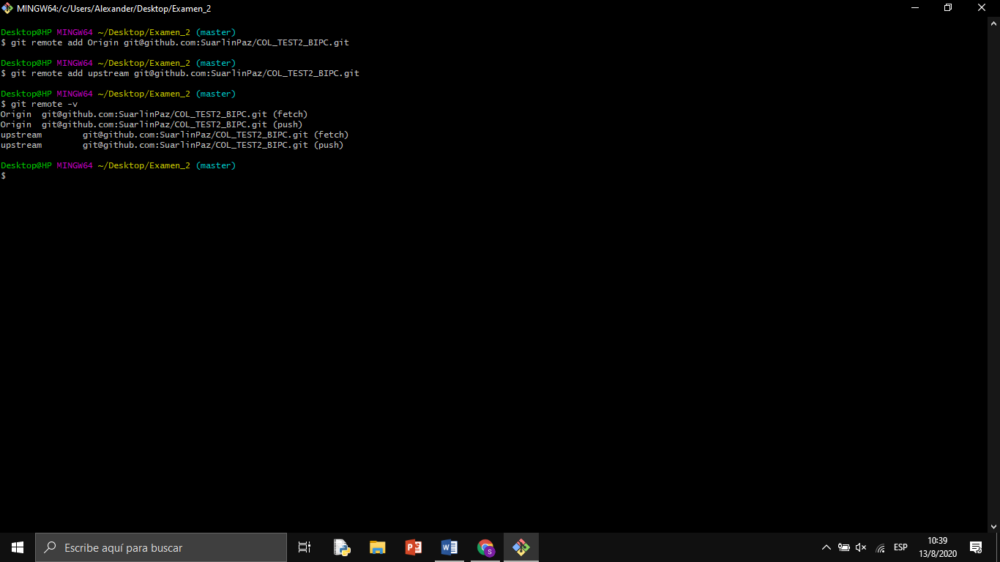 MINGW64:/c/Users/Alexander/Desktop/Examen_2
Desktop@HP MINGW64 ~/Desktop/Examen_2 (master)
$ git remote add Origin git@github.com:SuarlinPaz/COL_TEST2_BIPC.git
Desktop@HP MINGW64 ~/Desktop/Examen_2 (master)
$ git remote add upstream git@github.com:SuarlinPaz/COL_TEST2_BIPC.git
Desktop@HP MINGW64 ~/Desktop/Examen_2 (master)
$ git remote -v
Origin  git@github.com:SuarlinPaz/COL_TEST2_BIPC.git (fetch)
Origin  git@github.com:SuarlinPaz/COL_TEST2_BIPC.git (push)
upstream        git@github.com:SuarlinPaz/COL_TEST2_BIPC.git (fetch)
upstream        git@github.com:SuarlinPaz/COL_TEST2_BIPC.git (push)
Desktop@HP MINGW64 ~/Desktop/Examen_2 (master)
$
Escribe aquí para buscar
ESP
10:39
13/8/2020